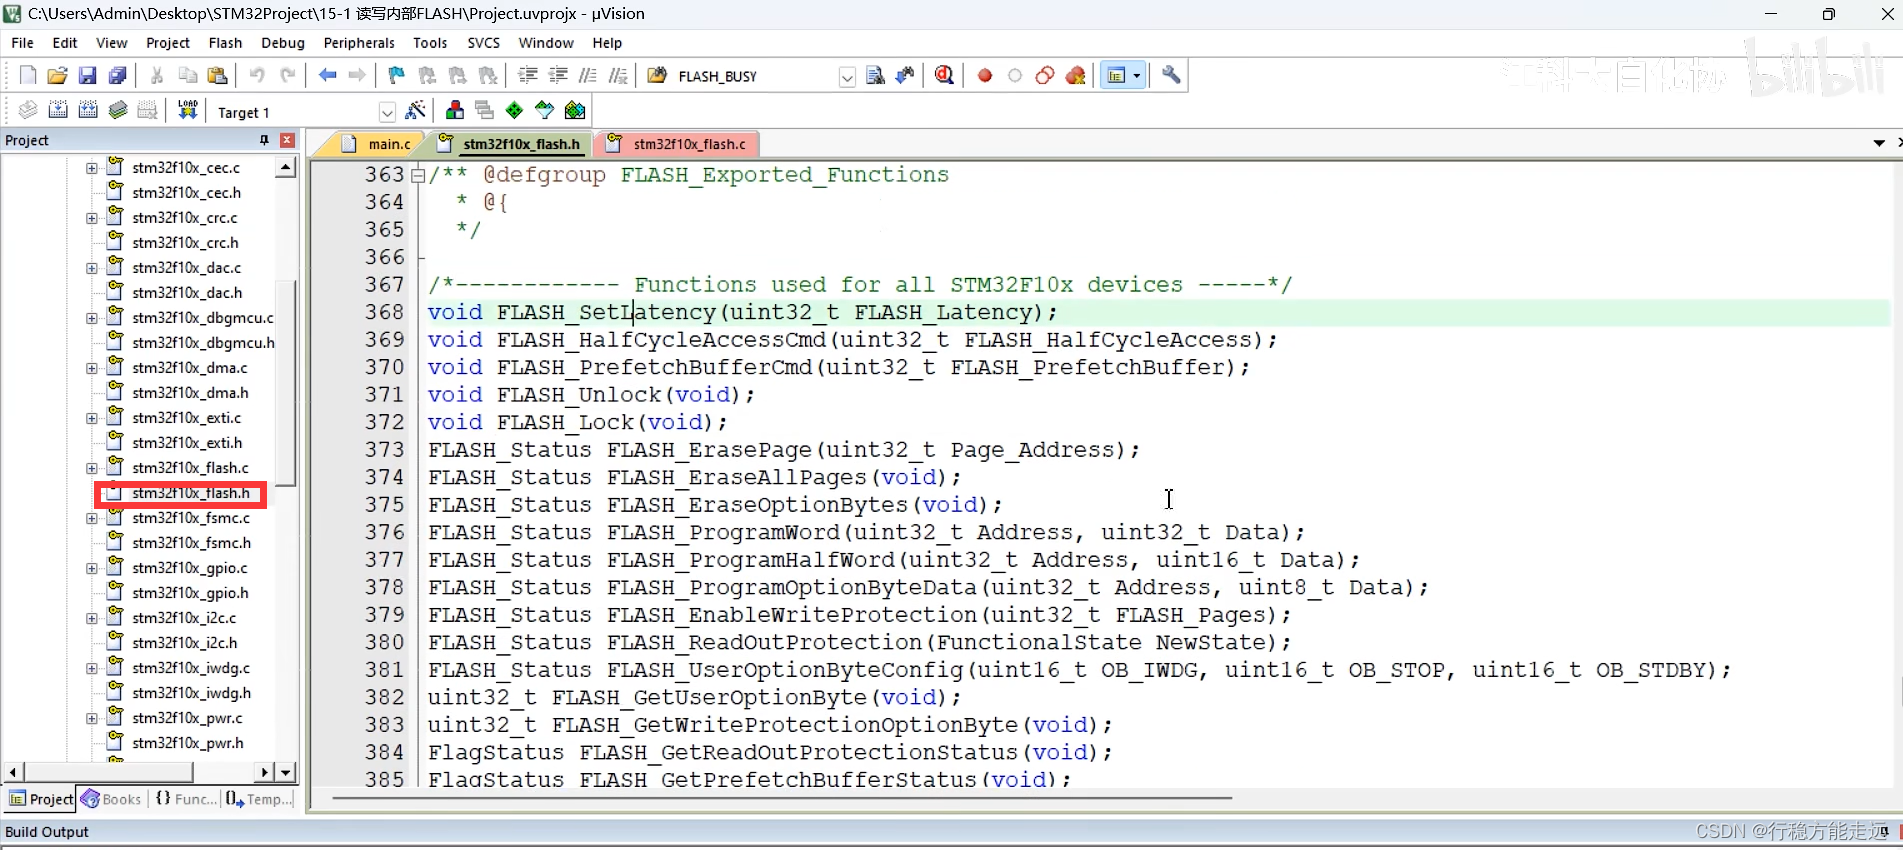 C:\Users\Admin\Desktop\STM32Project\15-1 读写内部FLASH\Project.uvprojx - µVision
File Edit View Project Flash Debug Peripherals Tools SVCS Window Help
FLASH_BUSY
江科大自化协 bilibili
LOAD
Target 1
Project
main.c
stm32f10x_flash.h
stm32f10x_flash.c
stm32f10x_cec.c
stm32f10x_cec.h
stm32f10x_crc.c
stm32f10x_crc.h
stm32f10x_dac.c
stm32f10x_dac.h
stm32f10x_dbgmcu.c
stm32f10x_dbgmcu.h
stm32f10x_dma.c
stm32f10x_dma.h
stm32f10x_exti.c
stm32f10x_exti.h
stm32f10x_flash.c
stm32f10x_flash.h
stm32f10x_fsmc.c
stm32f10x_fsmc.h
stm32f10x_gpio.c
stm32f10x_gpio.h
stm32f10x_i2c.c
stm32f10x_i2c.h
stm32f10x_iwdg.c
stm32f10x_iwdg.h
stm32f10x_pwr.c
stm32f10x_pwr.h
Project Books {} Func... Temp...
363 /** @defgroup FLASH_Exported_Functions
364 * @{
365 */
366
367 /*------------ Functions used for all STM32F10x devices -----*/
368 void FLASH_SetLatency(uint32_t FLASH_Latency);
369 void FLASH_HalfCycleAccessCmd(uint32_t FLASH_HalfCycleAccess);
370 void FLASH_PrefetchBufferCmd(uint32_t FLASH_PrefetchBuffer);
371 void FLASH_Unlock(void);
372 void FLASH_Lock(void);
373 FLASH_Status FLASH_ErasePage(uint32_t Page_Address);
374 FLASH_Status FLASH_EraseAllPages(void);
375 FLASH_Status FLASH_EraseOptionBytes(void);
376 FLASH_Status FLASH_ProgramWord(uint32_t Address, uint32_t Data);
377 FLASH_Status FLASH_ProgramHalfWord(uint32_t Address, uint16_t Data);
378 FLASH_Status FLASH_ProgramOptionByteData(uint32_t Address, uint8_t Data);
379 FLASH_Status FLASH_EnableWriteProtection(uint32_t FLASH_Pages);
380 FLASH_Status FLASH_ReadOutProtection(FunctionalState NewState);
381 FLASH_Status FLASH_UserOptionByteConfig(uint16_t OB_IWDG, uint16_t OB_STOP, uint16_t OB_STDBY);
382 uint32_t FLASH_GetUserOptionByte(void);
383 uint32_t FLASH_GetWriteProtectionOptionByte(void);
384 FlagStatus FLASH_GetReadOutProtectionStatus(void);
385 FlagStatus FLASH_GetPrefetchBufferStatus(void);
Build Output
CSDN @行稳方能走远